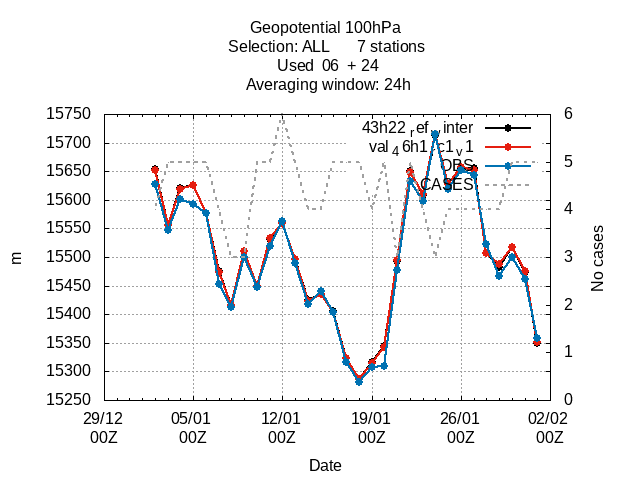 Geopotential 100hPa
Selection: ALL 7 stations
Used 06 + 24
Averaging window: 24h
15750
15700
15650
15600
15550
15500
15450
15400
15350
15300
15250
6
5
4
3
2
1
0
m
No cases
43h22_ref_inter
val_46h1_rc1_v1
OBS
CASES
29/12 00Z
05/01 00Z
12/01 00Z
19/01 00Z
26/01 00Z
02/02 00Z
Date